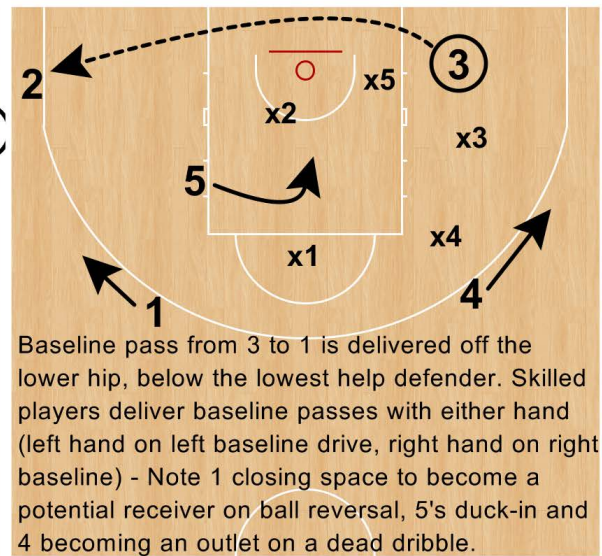 3
2
x5
x2
x3
5
x4
x1
4
1
Baseline pass from 3 to 1 is delivered off the
lower hip, below the lowest help defender. Skilled
players deliver baseline passes with either hand
(left hand on left baseline drive, right hand on right
baseline) - Note 1 closing space to become a
potential receiver on ball reversal, 5's duck-in and
4 becoming an outlet on a dead dribble.